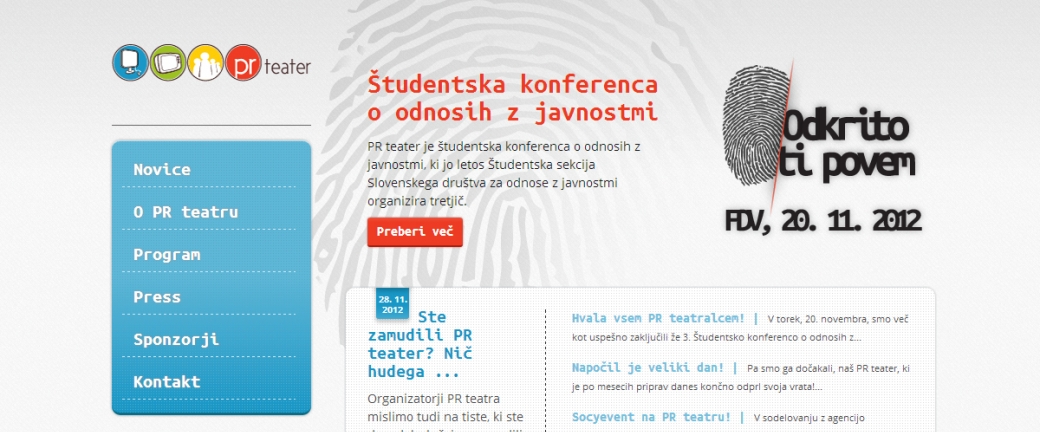 pr teater
Novice
O PR teatru
Program
Press
Sponzorji
Kontakt
Študentska konferenca
o odnosih z javnostmi
PR teater je študentska konferenca o odnosih z
javnostmi, ki jo letos Študentska sekcija
Slovenskega društva za odnose z javnostmi
organizira tretjič.
Preberi več
Odkrito
ti povem
FDV, 20. 11. 2012
28. 11.
2012
Ste
zamudili PR
teater? Nič
hudega ...
Organizatorji PR teatra
mislimo tudi na tiste, ki ste
Hvala vsem PR teatralcem! | V torek, 20. novembra, smo več
kot uspešno zaključili že 3. Študentsko konferenco o odnosih z...
Napočil je veliki dan! | Pa smo ga dočakali, naš PR teater, ki
je po mesecih priprav danes končno odprl svoja vrata!...
Socyevent na PR teatru! | V sodelovanju z agencijo